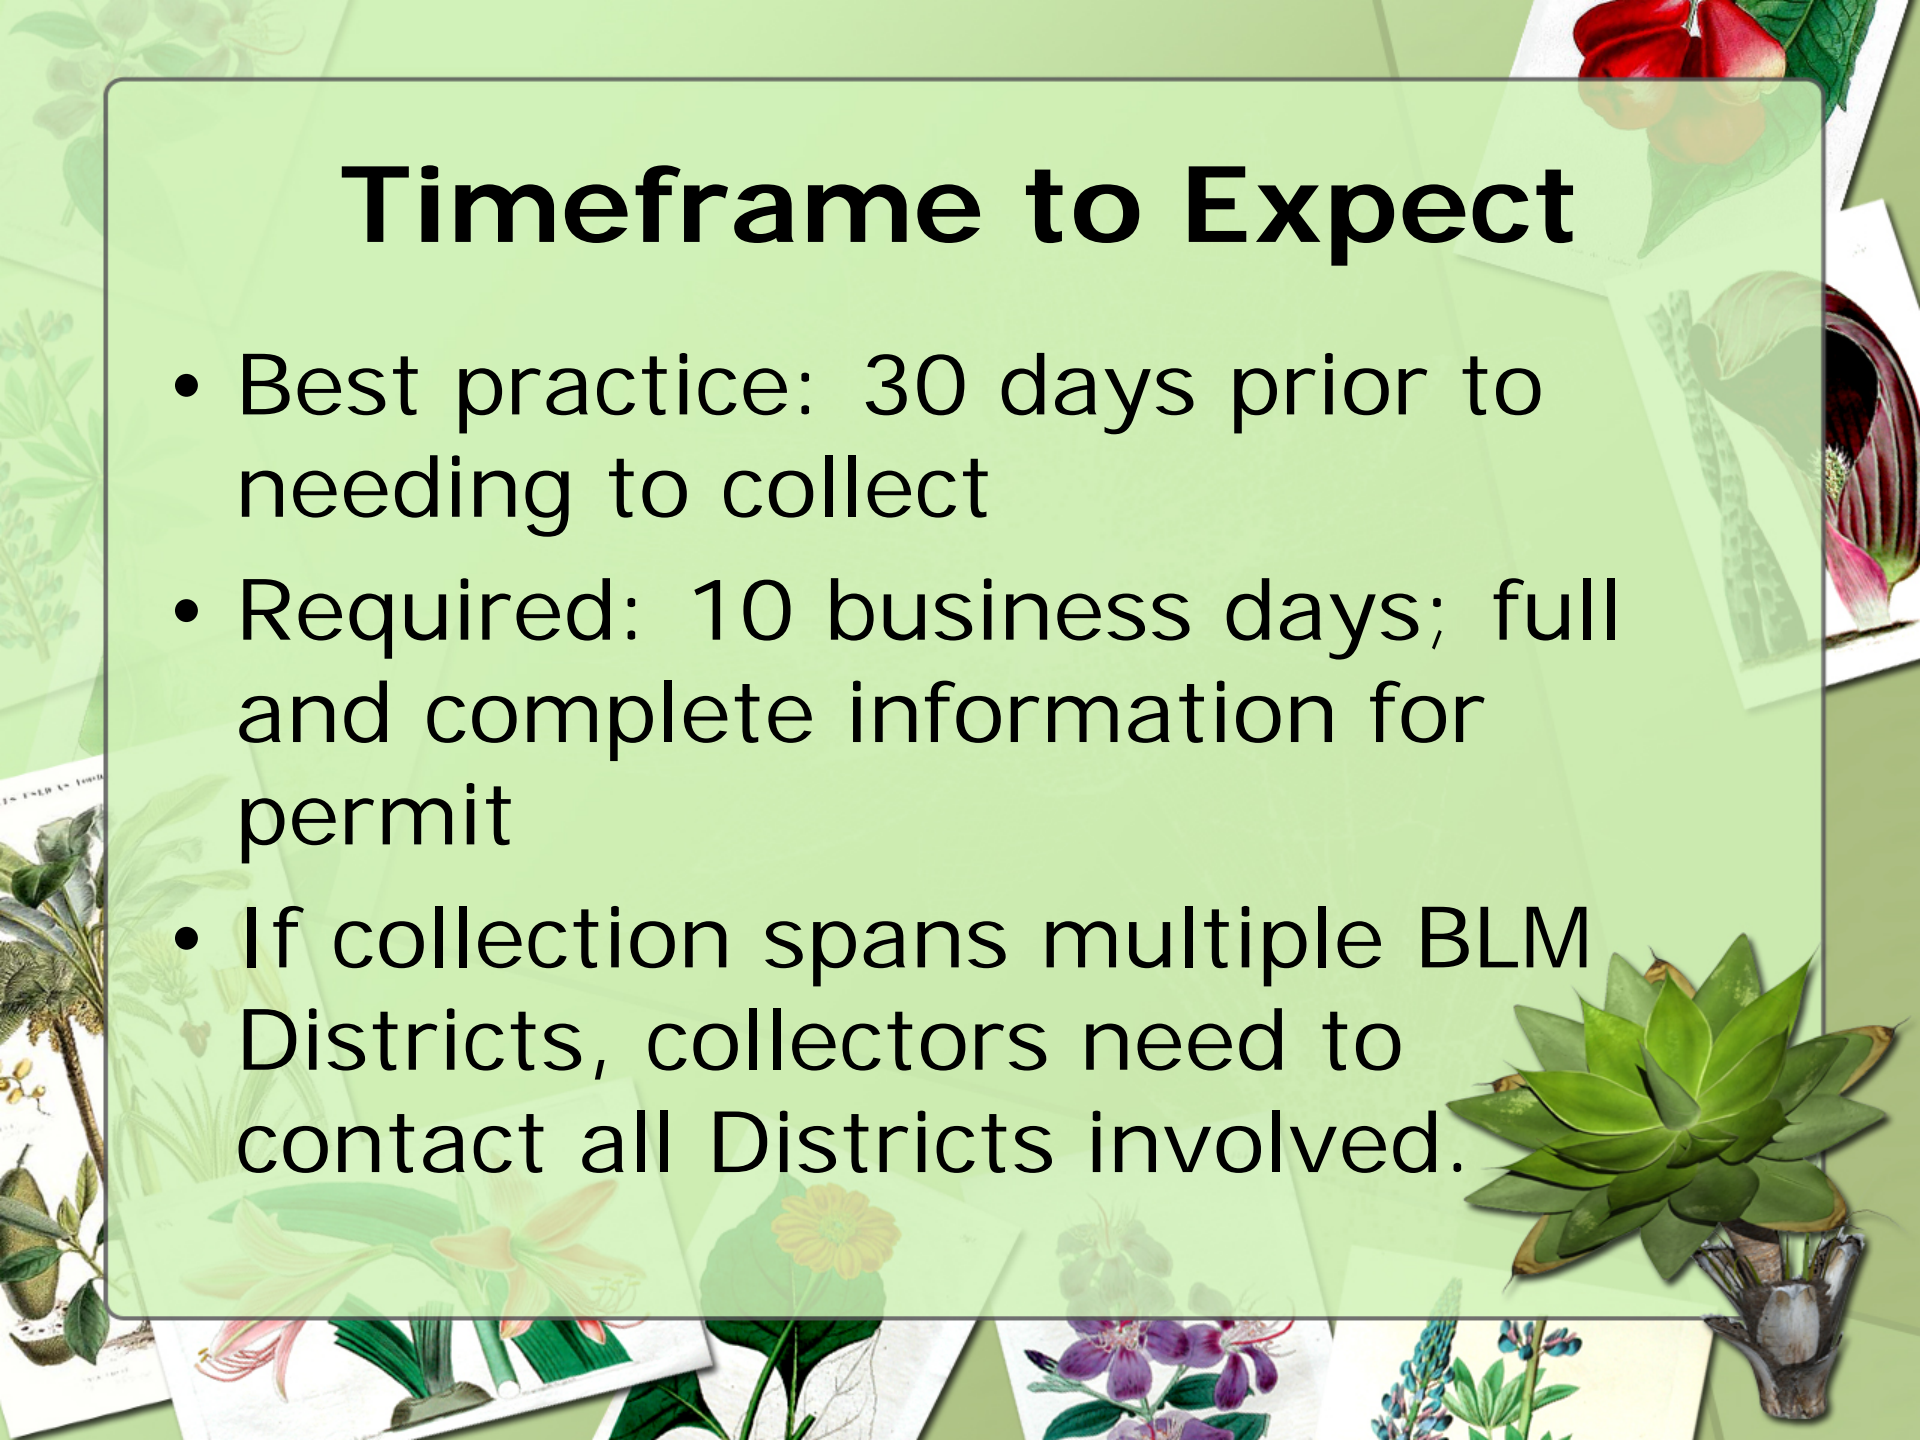 Timeframe to Expect
• Best practice: 30 days prior to
needing to collect
• Required: 10 business days; full
and complete information for
permit
• If collection spans multiple BLM
Districts, collectors need to
contact all Districts involved.